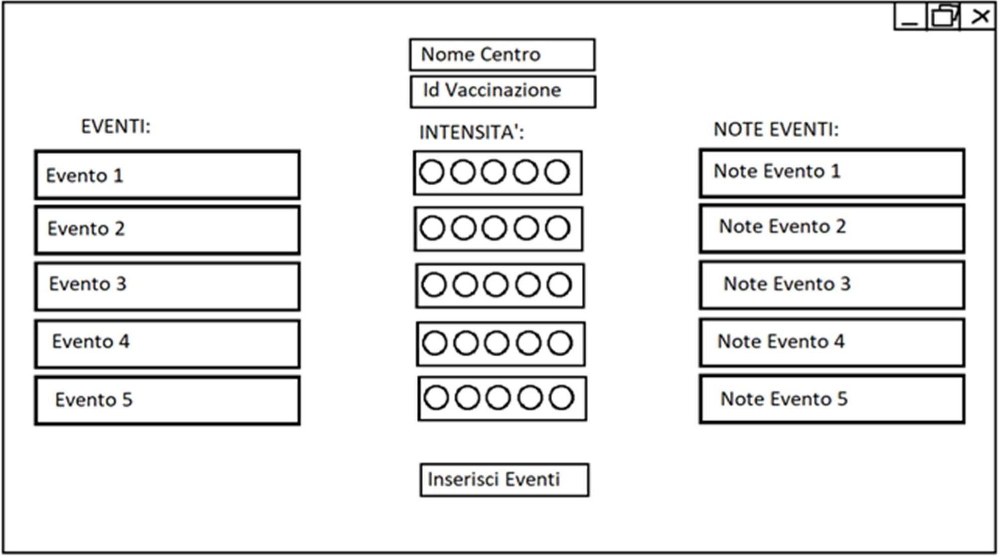 Nome Centro
Id Vaccinazione
EVENTI:
INTENSITA':
NOTE EVENTI:
Evento 1
Note Evento 1
Evento 2
Note Evento 2
Evento 3
Note Evento 3
Evento 4
Note Evento 4
Evento 5
Note Evento 5
Inserisci Eventi